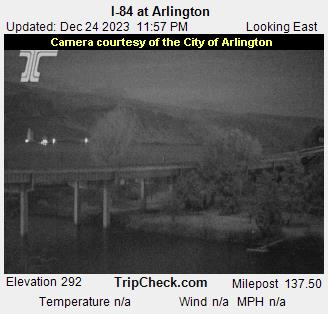 I-84 at Arlington
Updated: Dec 24 2023 11:57 PM Looking East
Camera courtesy of the City of Arlington
Elevation 292 TripCheck.com Milepost 137.50
Temperature n/a Wind n/a MPH n/a